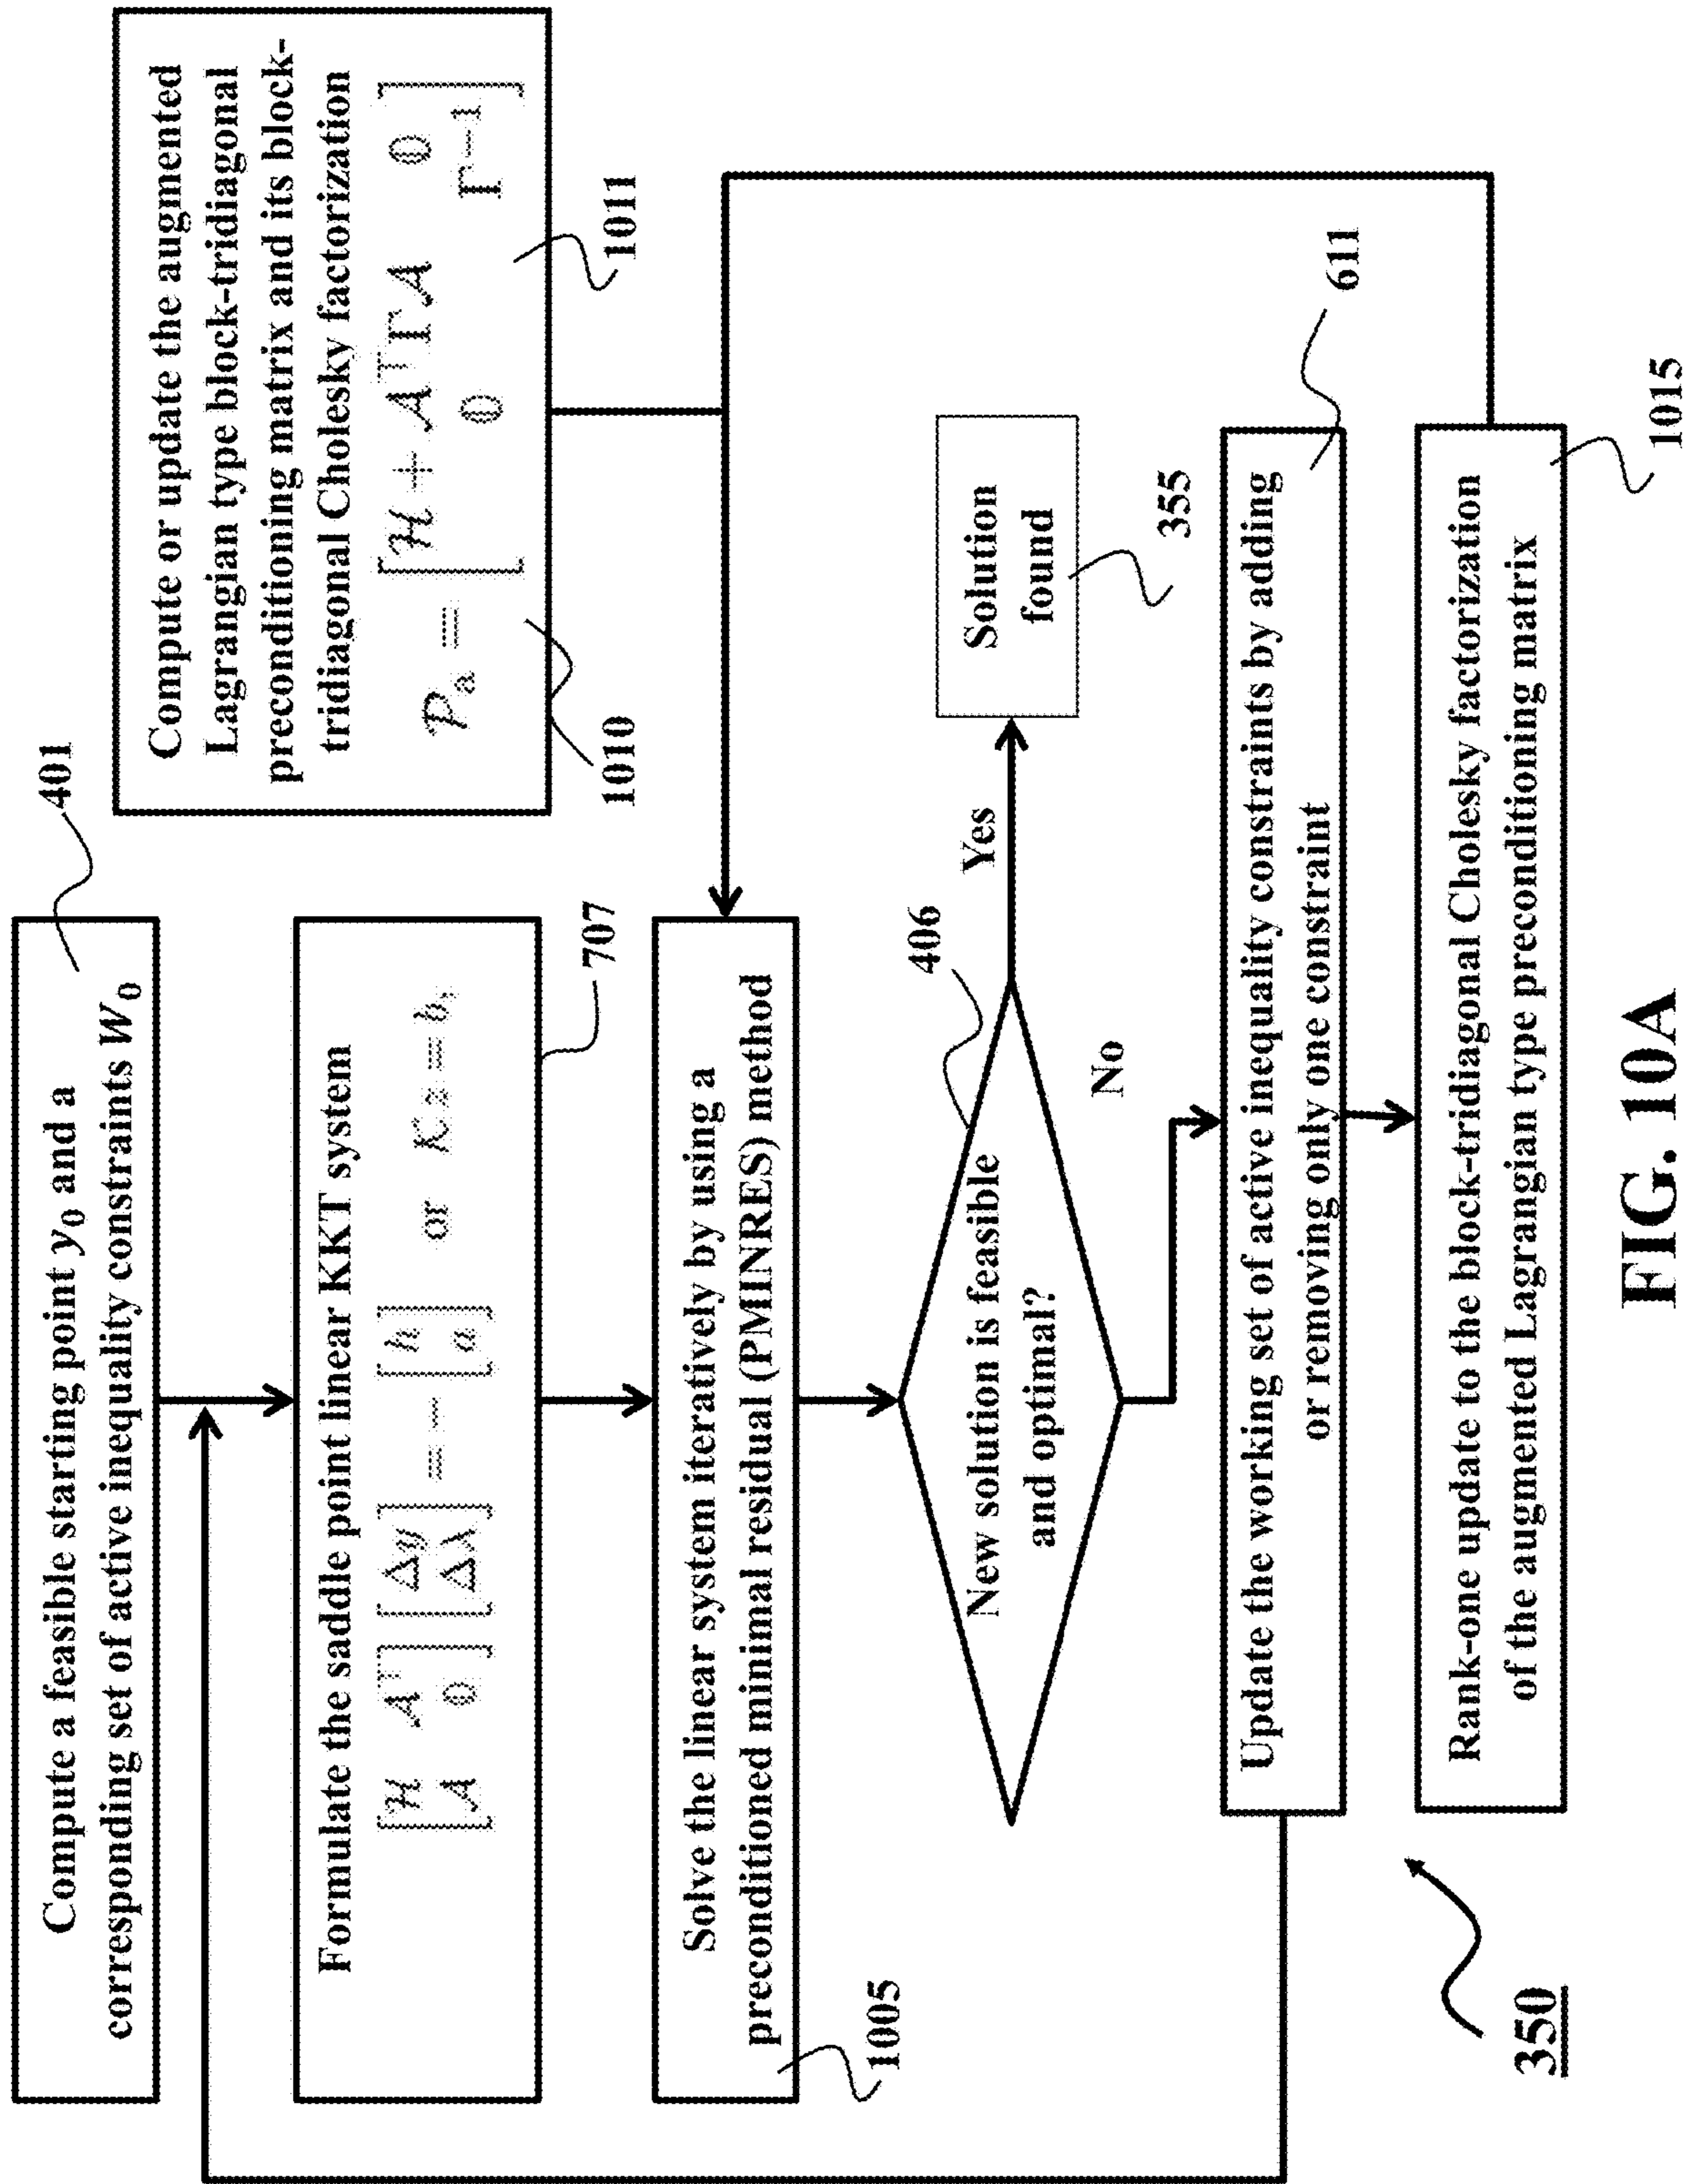 Compute a feasible starting point y0 and a
corresponding set of active inequality constraints W0
401
Formulate the saddle point linear KKT system
[ℋ 𝒜⊤ / 𝒜 0] [Δy / Δλ] = − [h / a] or 𝒦z = b,
707
Solve the linear system iteratively by using a
preconditioned minimal residual (PMINRES) method
1005
Compute or update the augmented
Lagrangian type block-tridiagonal
preconditioning matrix and its block-
tridiagonal Cholesky factorization
𝒫a = [ℋ + 𝒜⊤Γ𝒜 0 / 0 Γ−1]
1010
1011
New solution is feasible
and optimal?
406
Yes
No
Solution
found
355
Update the working set of active inequality constraints by adding
or removing only one constraint
611
Rank-one update to the block-tridiagonal Cholesky factorization
of the augmented Lagrangian type preconditioning matrix
1015
350
FIG. 10A